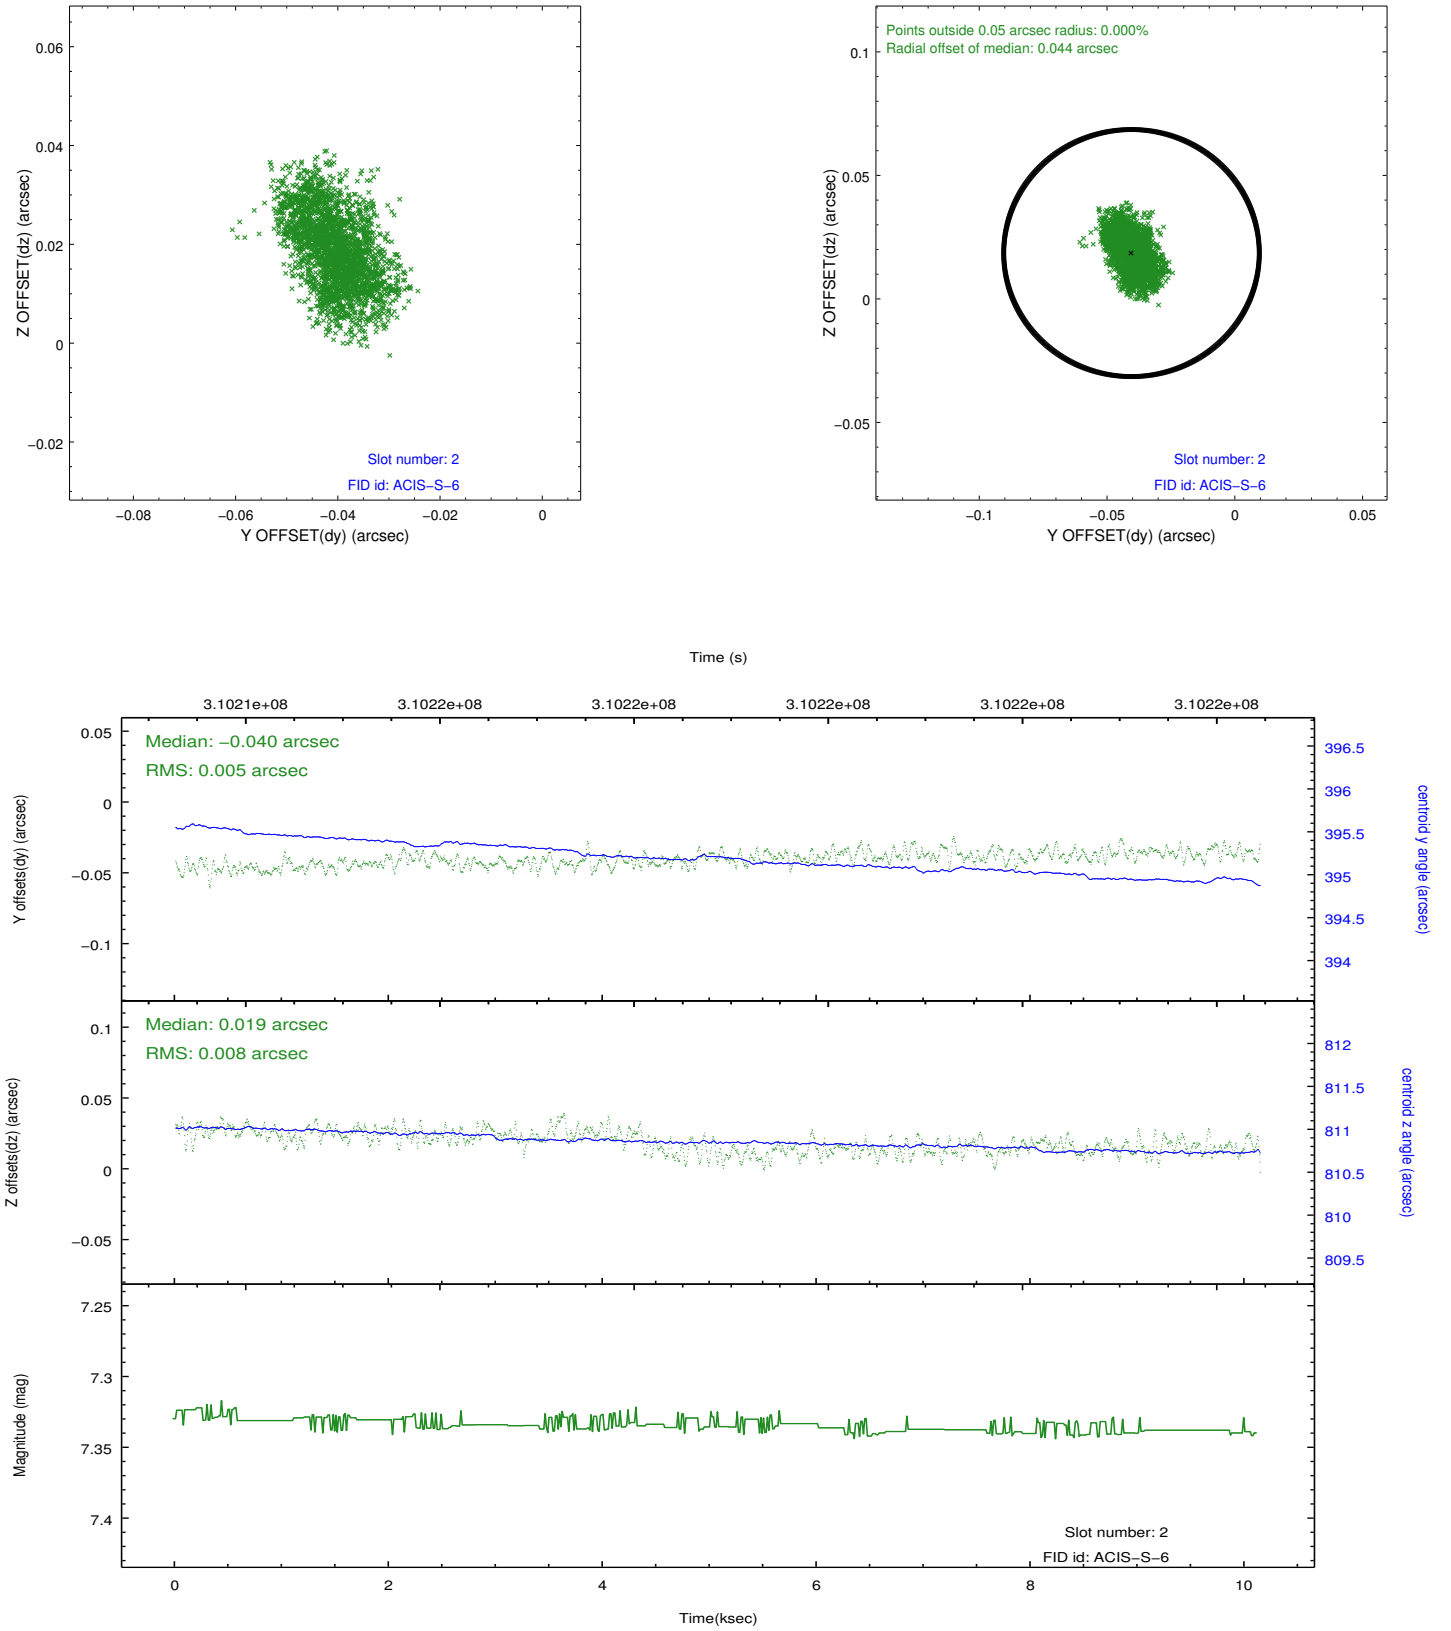 0.06
0.04
0.02
0
−0.02
Z OFFSET(dz) (arcsec)
Slot number: 2
FID id: ACIS−S−6
−0.08
−0.06
−0.04
−0.02
0
Y OFFSET(dy) (arcsec)
Points outside 0.05 arcsec radius: 0.000%
Radial offset of median: 0.044 arcsec
0.1
0.05
0
−0.05
Z OFFSET(dz) (arcsec)
Slot number: 2
FID id: ACIS−S−6
−0.1
−0.05
0
0.05
Y OFFSET(dy) (arcsec)
Time (s)
3.1021e+08
3.1022e+08
3.1022e+08
3.1022e+08
3.1022e+08
3.1022e+08
Median: −0.040 arcsec
RMS: 0.005 arcsec
0.05
0
−0.05
−0.1
Y offsets(dy) (arcsec)
396.5
396
395.5
395
394.5
394
centroid y angle (arcsec)
Median: 0.019 arcsec
RMS: 0.008 arcsec
0.1
0.05
0
−0.05
Z offsets(dz) (arcsec)
812
811.5
811
810.5
810
809.5
centroid z angle (arcsec)
7.25
7.3
7.35
7.4
Magnitude (mag)
Slot number: 2
FID id: ACIS−S−6
0
2
4
6
8
10
Time(ksec)